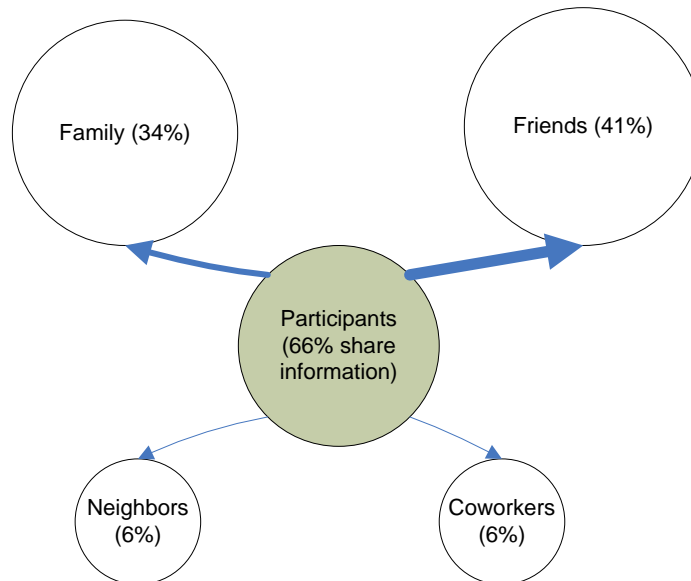 Family (34%)
Friends (41%)
Participants
(66% share
information)
Neighbors
(6%)
Coworkers
(6%)